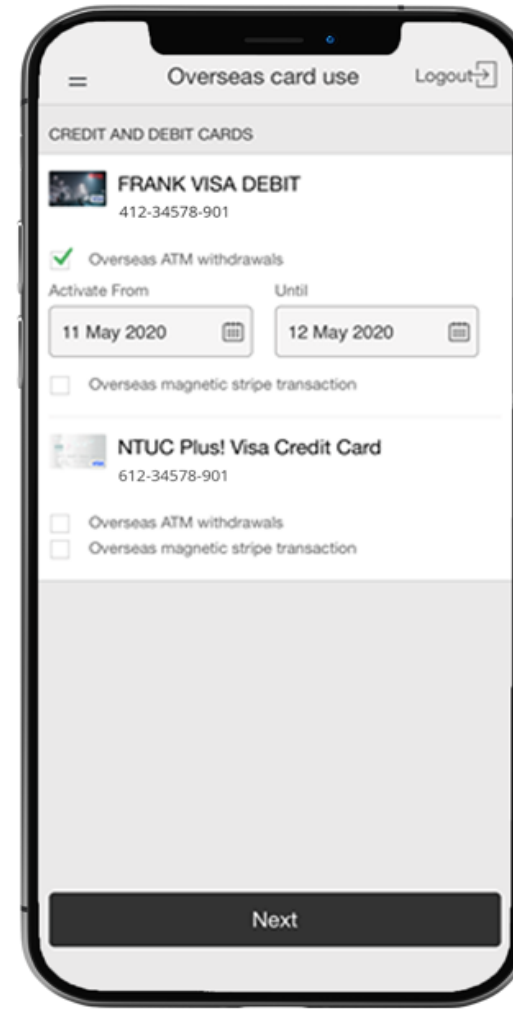 Overseas card use
Logout
CREDIT AND DEBIT CARDS
FRANK VISA DEBIT
412-34578-901
Overseas ATM withdrawals
Activate From Until
11 May 2020 12 May 2020
Overseas magnetic stripe transaction
NTUC Plus! Visa Credit Card
612-34578-901
Overseas ATM withdrawals
Overseas magnetic stripe transaction
Next